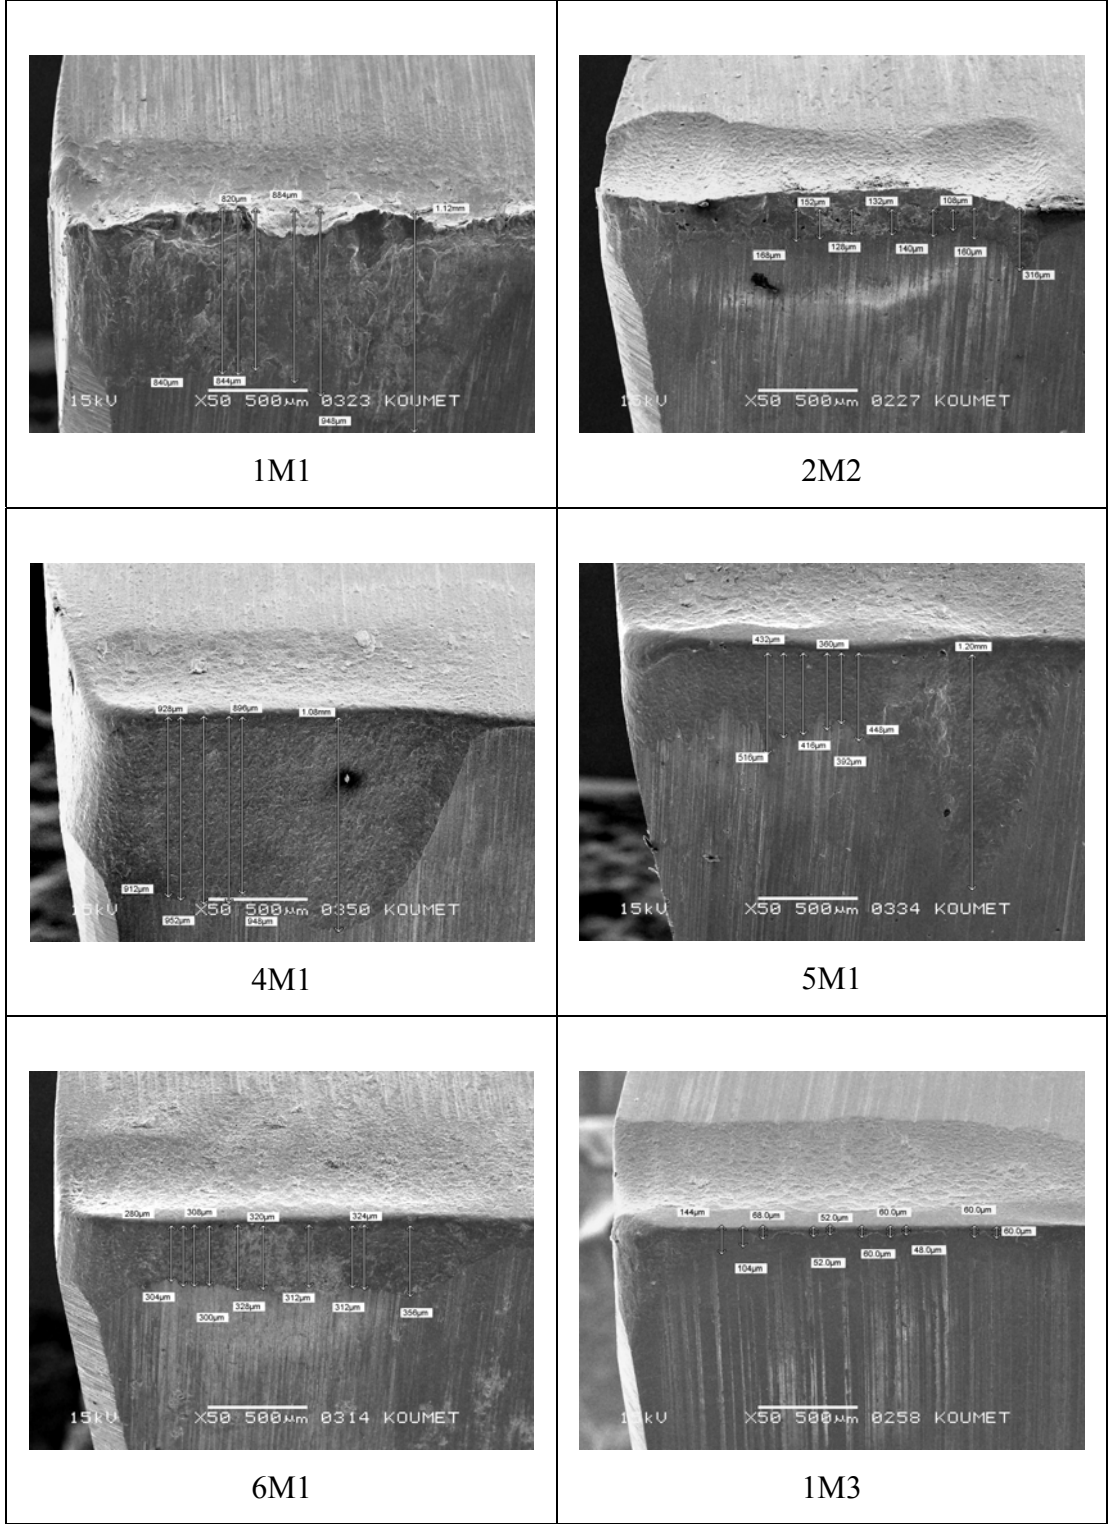 820µm 884µm 1.12mm
840µm 844µm
15kV X50 500µm 0323 KOUMET
948µm
1M1
152µm 132µm 108µm
168µm 128µm 140µm 160µm
316µm
15kV X50 500µm 0227 KOUMET
2M2
928µm 896µm 1.08mm
912µm
15kV X50 500µm 0350 KOUMET
952µm 948µm
4M1
432µm 360µm 1.20mm
516µm 416µm 392µm 448µm
15kV X50 500µm 0334 KOUMET
5M1
280µm 308µm 320µm 324µm
304µm 300µm 328µm 312µm 312µm 356µm
15kV X50 500µm 0314 KOUMET
6M1
144µm 68.0µm 52.0µm 60.0µm 60.0µm
60.0µm
104µm 52.0µm 60.0µm 48.0µm
15kV X50 500µm 0258 KOUMET
1M3